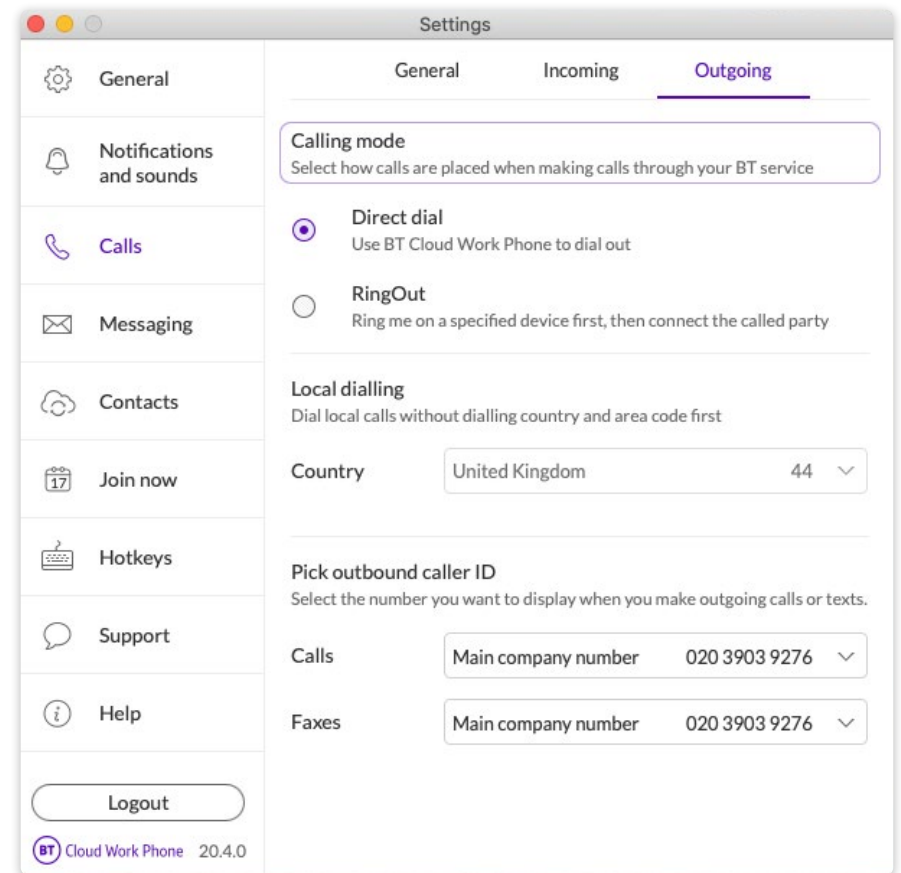 Settings
General
Notifications
and sounds
Calls
Messaging
Contacts
17
Join now
Hotkeys
Support
i
Help
Logout
BT Cloud Work Phone 20.4.0
General Incoming Outgoing
Calling mode
Select how calls are placed when making calls through your BT service
Direct dial
Use BT Cloud Work Phone to dial out
RingOut
Ring me on a specified device first, then connect the called party
Local dialling
Dial local calls without dialling country and area code first
Country United Kingdom 44
Pick outbound caller ID
Select the number you want to display when you make outgoing calls or texts.
Calls Main company number 020 3903 9276
Faxes Main company number 020 3903 9276